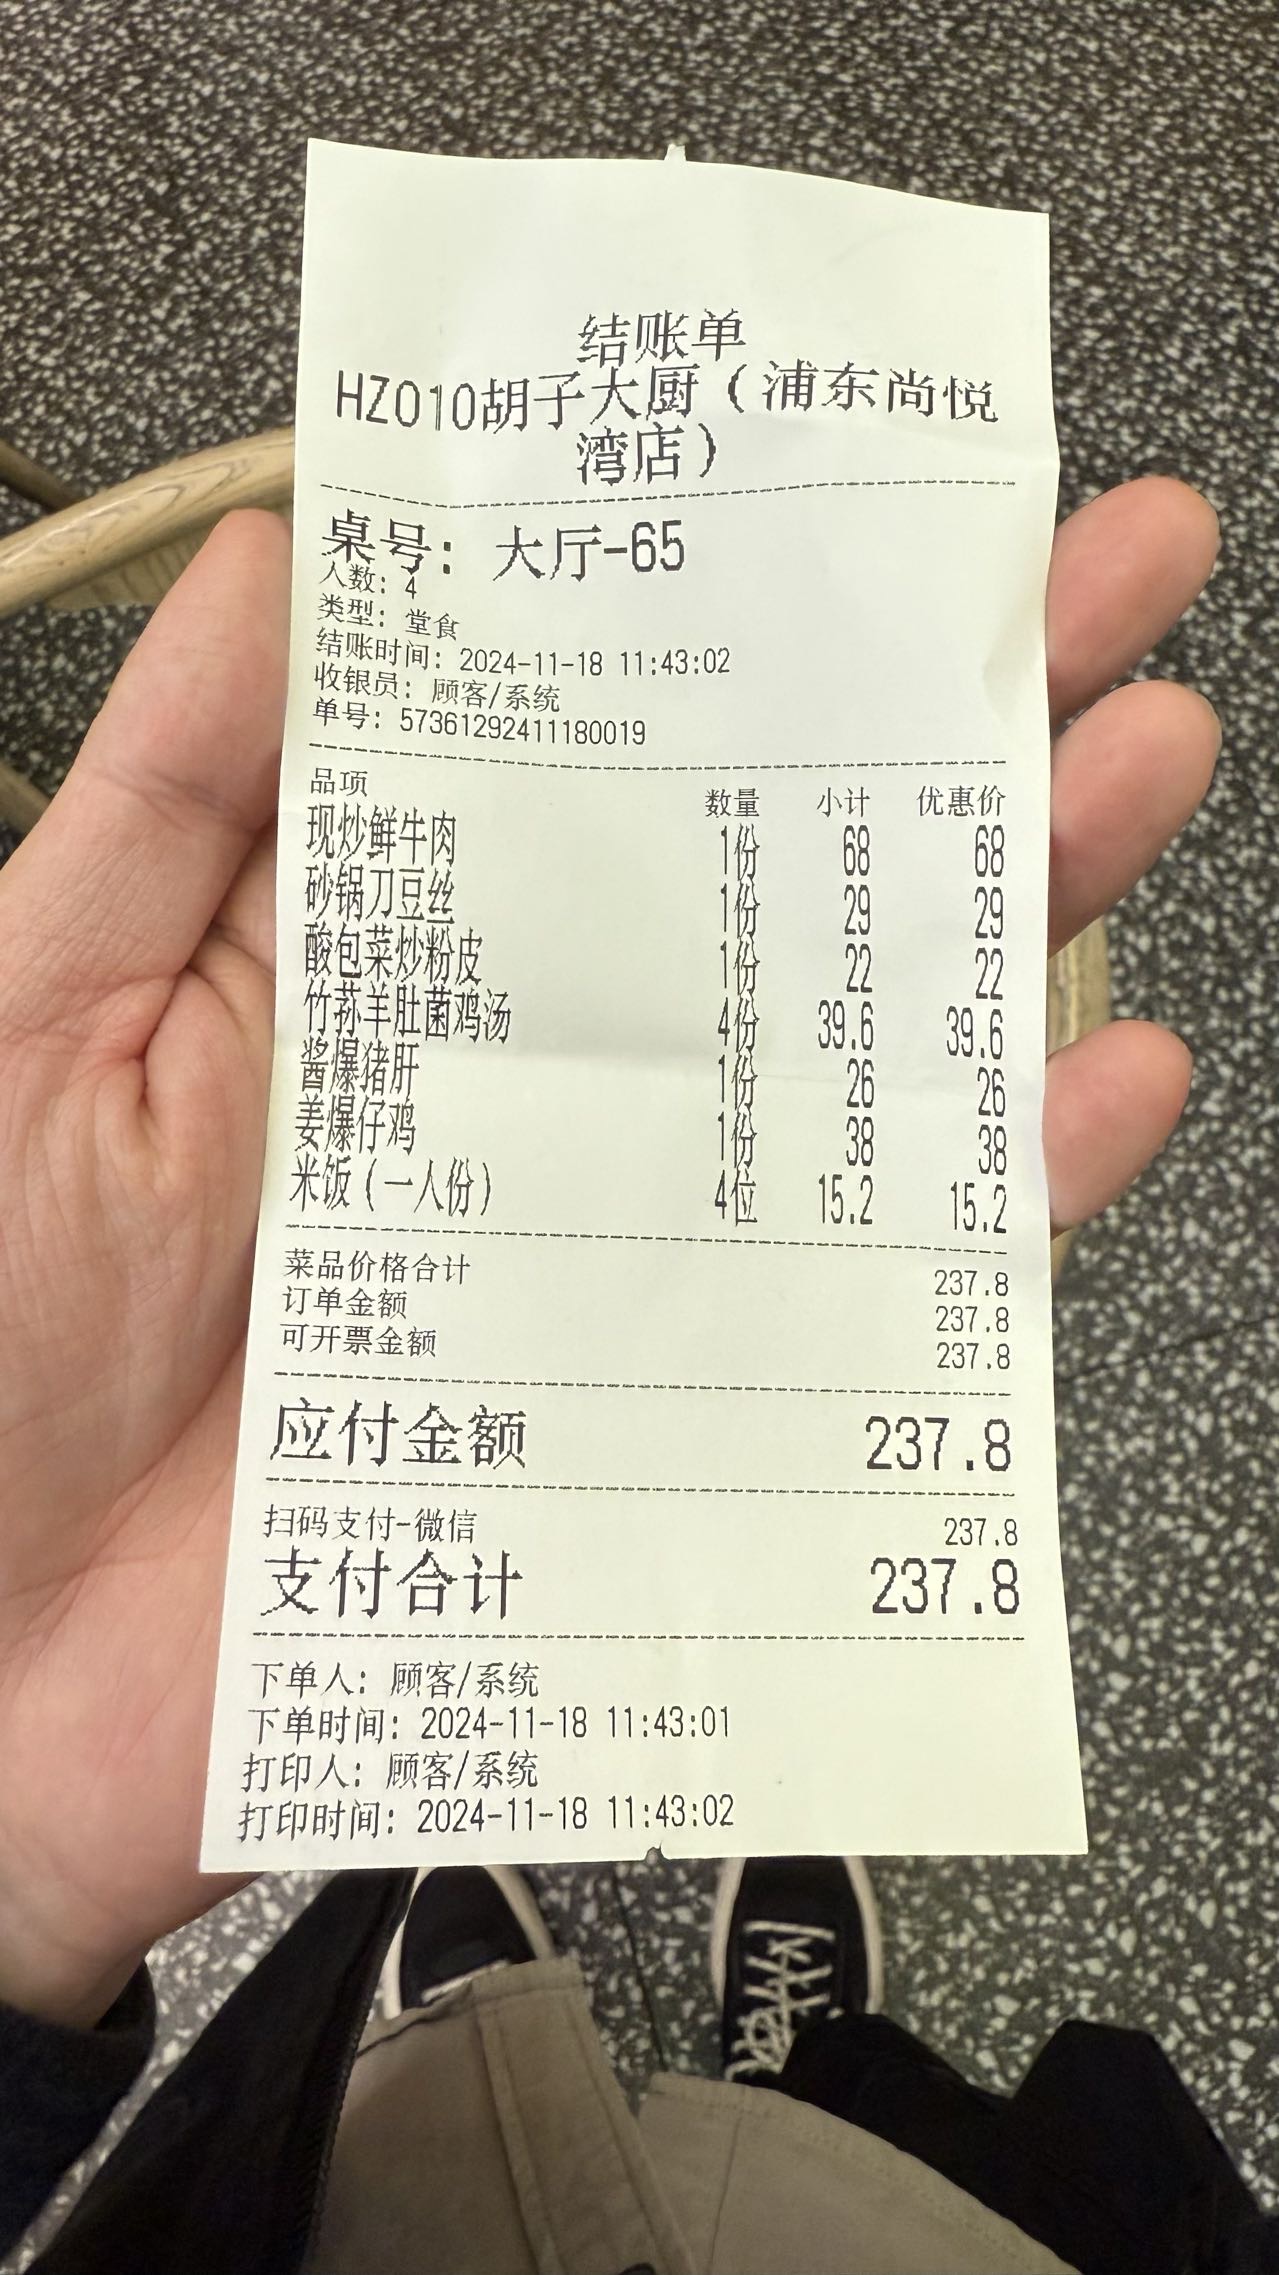 结账单
HZ010胡子大厨（浦东尚悦
湾店）
桌号：大厅-65
人数：4
类型：堂食
结账时间：2024-11-18 11:43:02
收银员：顾客/系统
单号：57361292411180019
品项 数量 小计 优惠价
现炒鲜牛肉 1份 68 68
砂锅刀豆丝 1份 29 29
酸包菜炒粉皮 1份 22 22
竹荪羊肚菌鸡汤 4份 39.6 39.6
酱爆猪肝 1份 26 26
姜爆仔鸡 1份 38 38
米饭（一人份） 4位 15.2 15.2
菜品价格合计 237.8
订单金额 237.8
可开票金额 237.8
应付金额 237.8
扫码支付-微信 237.8
支付合计 237.8
下单人：顾客/系统
下单时间：2024-11-18 11:43:01
打印人：顾客/系统
打印时间：2024-11-18 11:43:02